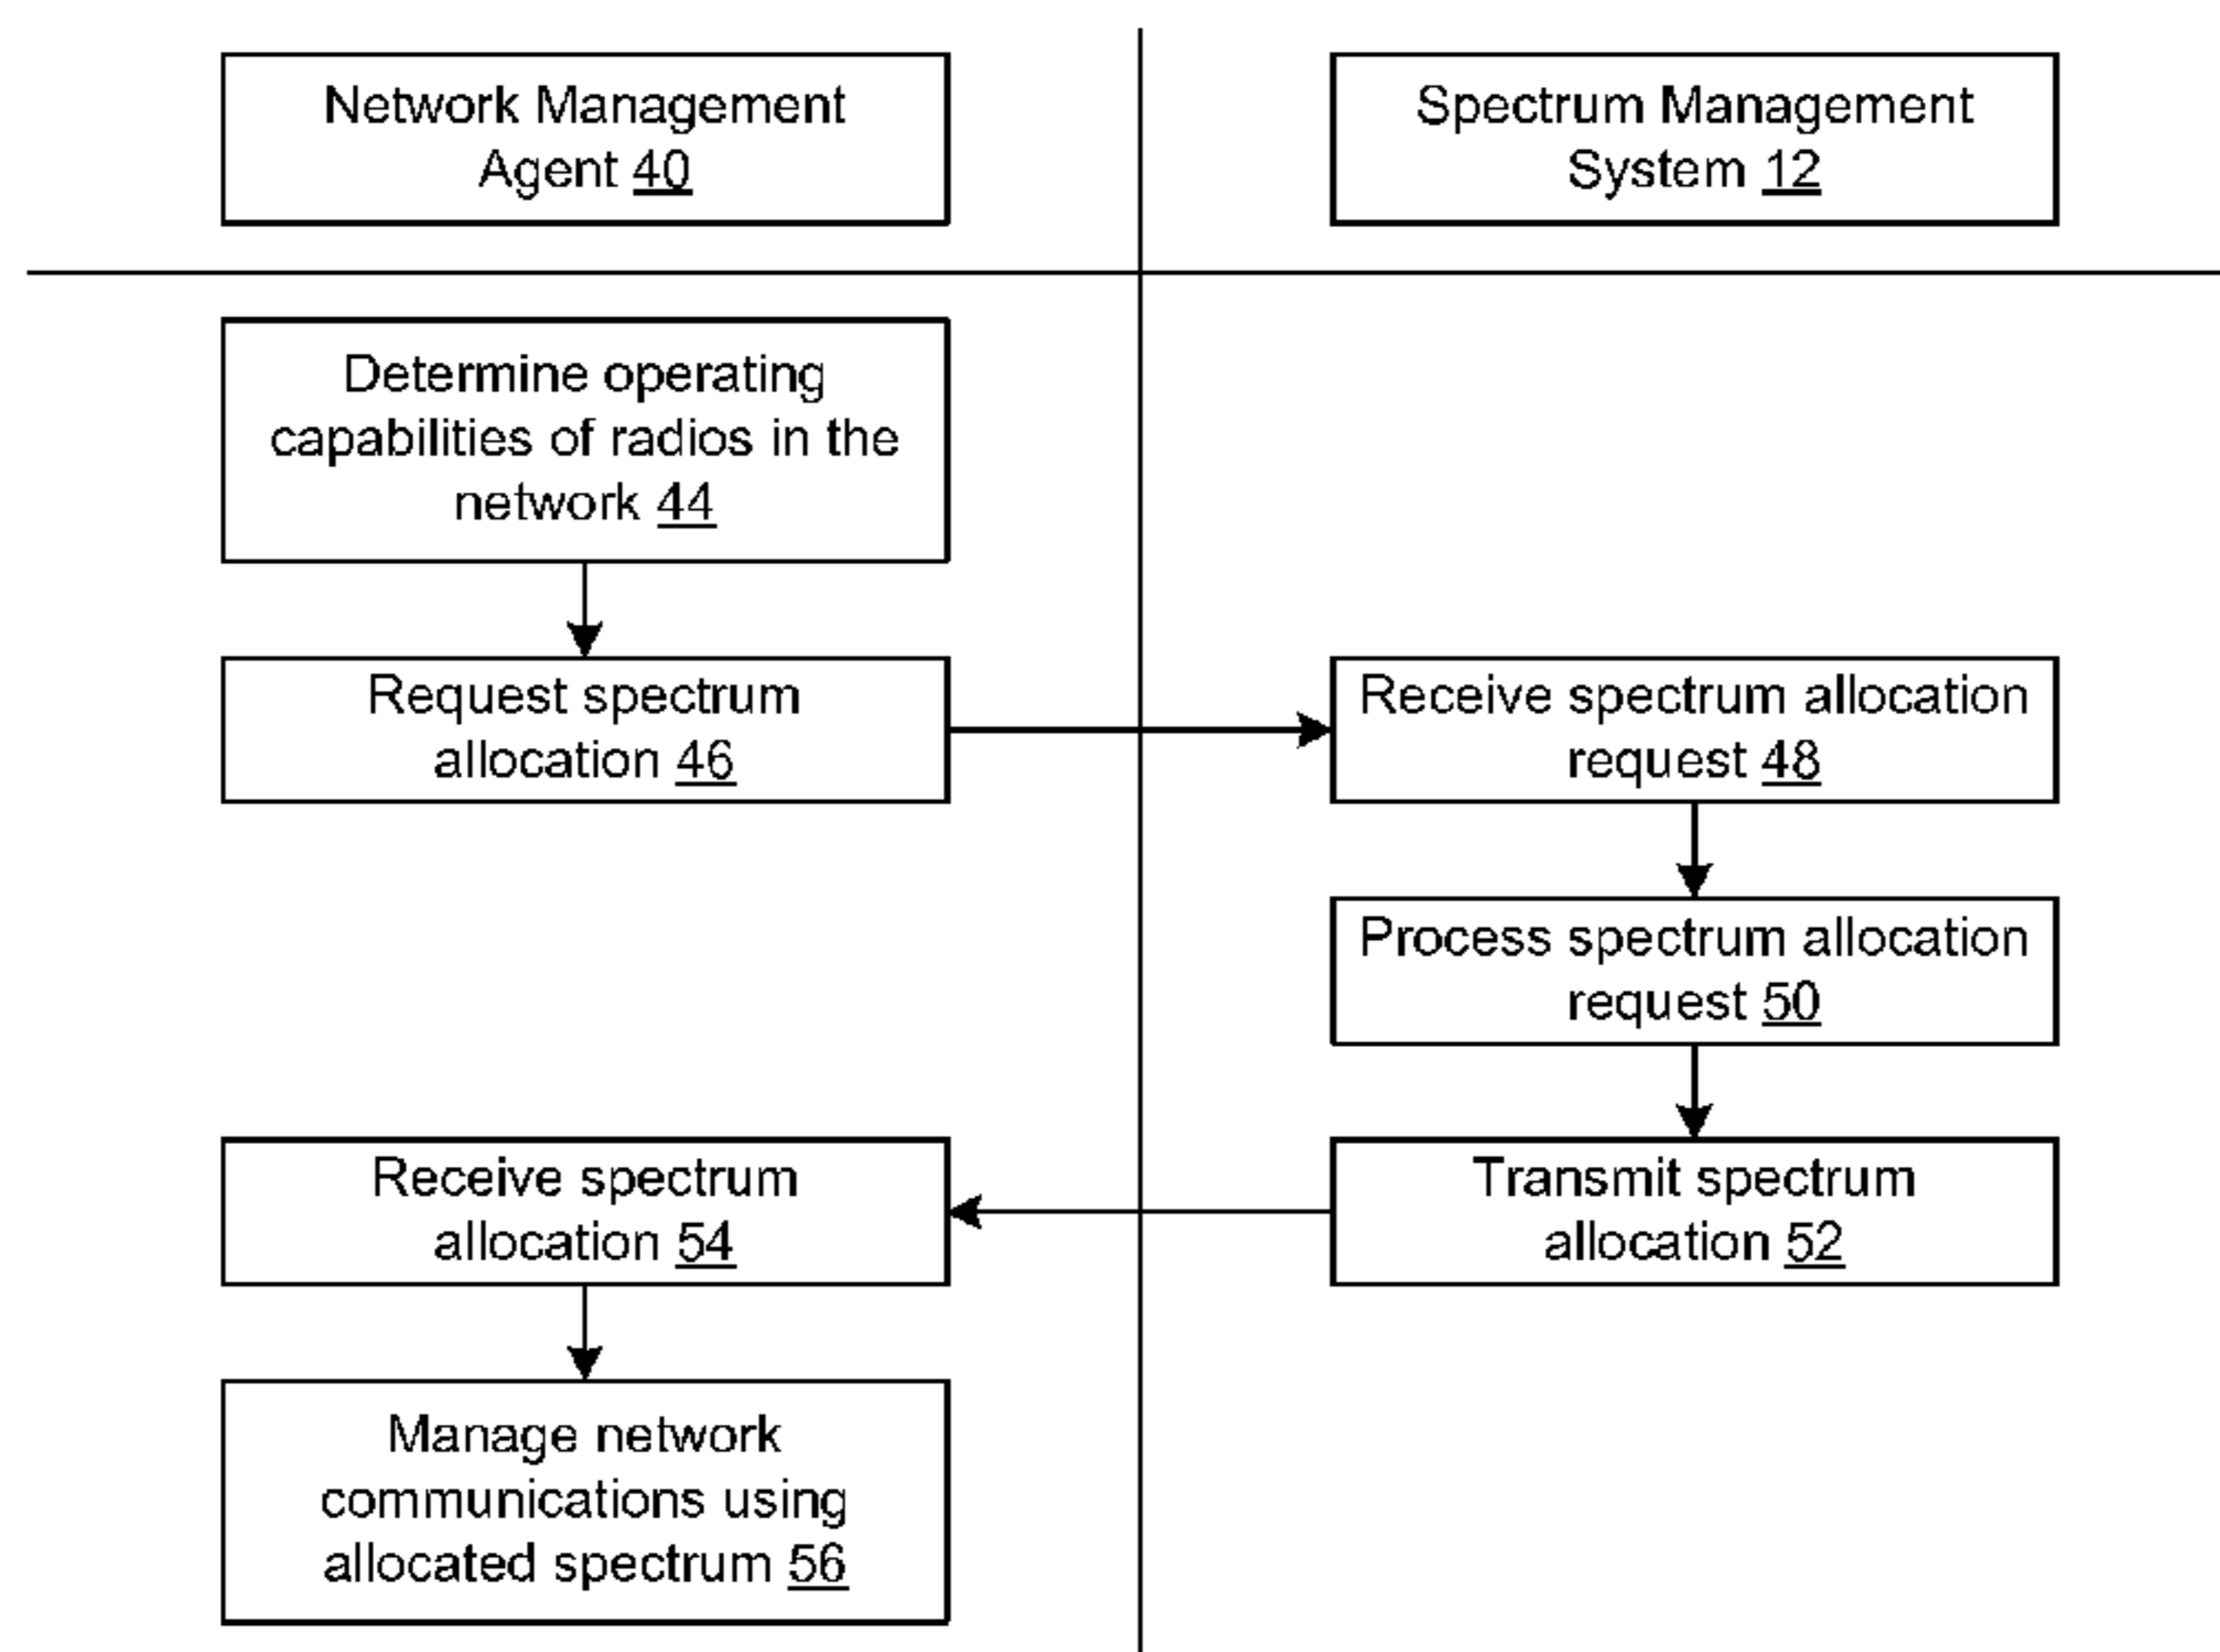 Network Management
Agent 40
Spectrum Management
System 12
Determine operating
capabilities of radios in the
network 44
Request spectrum
allocation 46
Receive spectrum allocation
request 48
Process spectrum allocation
request 50
Transmit spectrum
allocation 52
Receive spectrum
allocation 54
Manage network
communications using
allocated spectrum 56